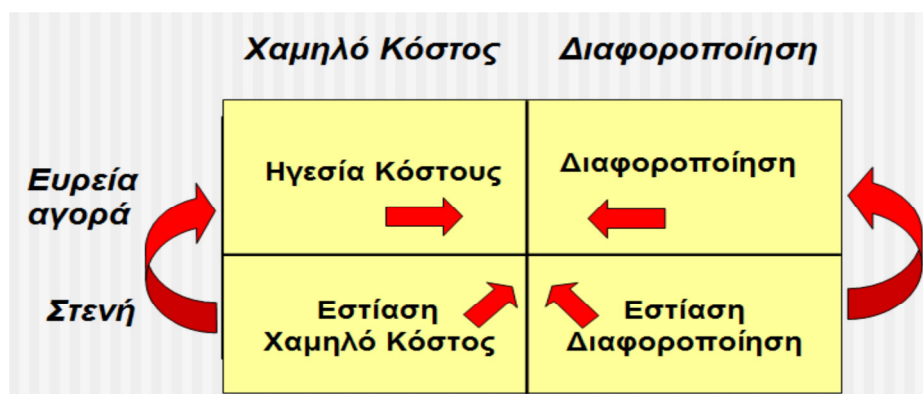 Χαμηλό Κόστος
Διαφοροποίηση
Ευρεία
αγορά
Ηγεσία Κόστους
Διαφοροποίηση
Στενή
Εστίαση
Χαμηλό Κόστος
Εστίαση
Διαφοροποίηση